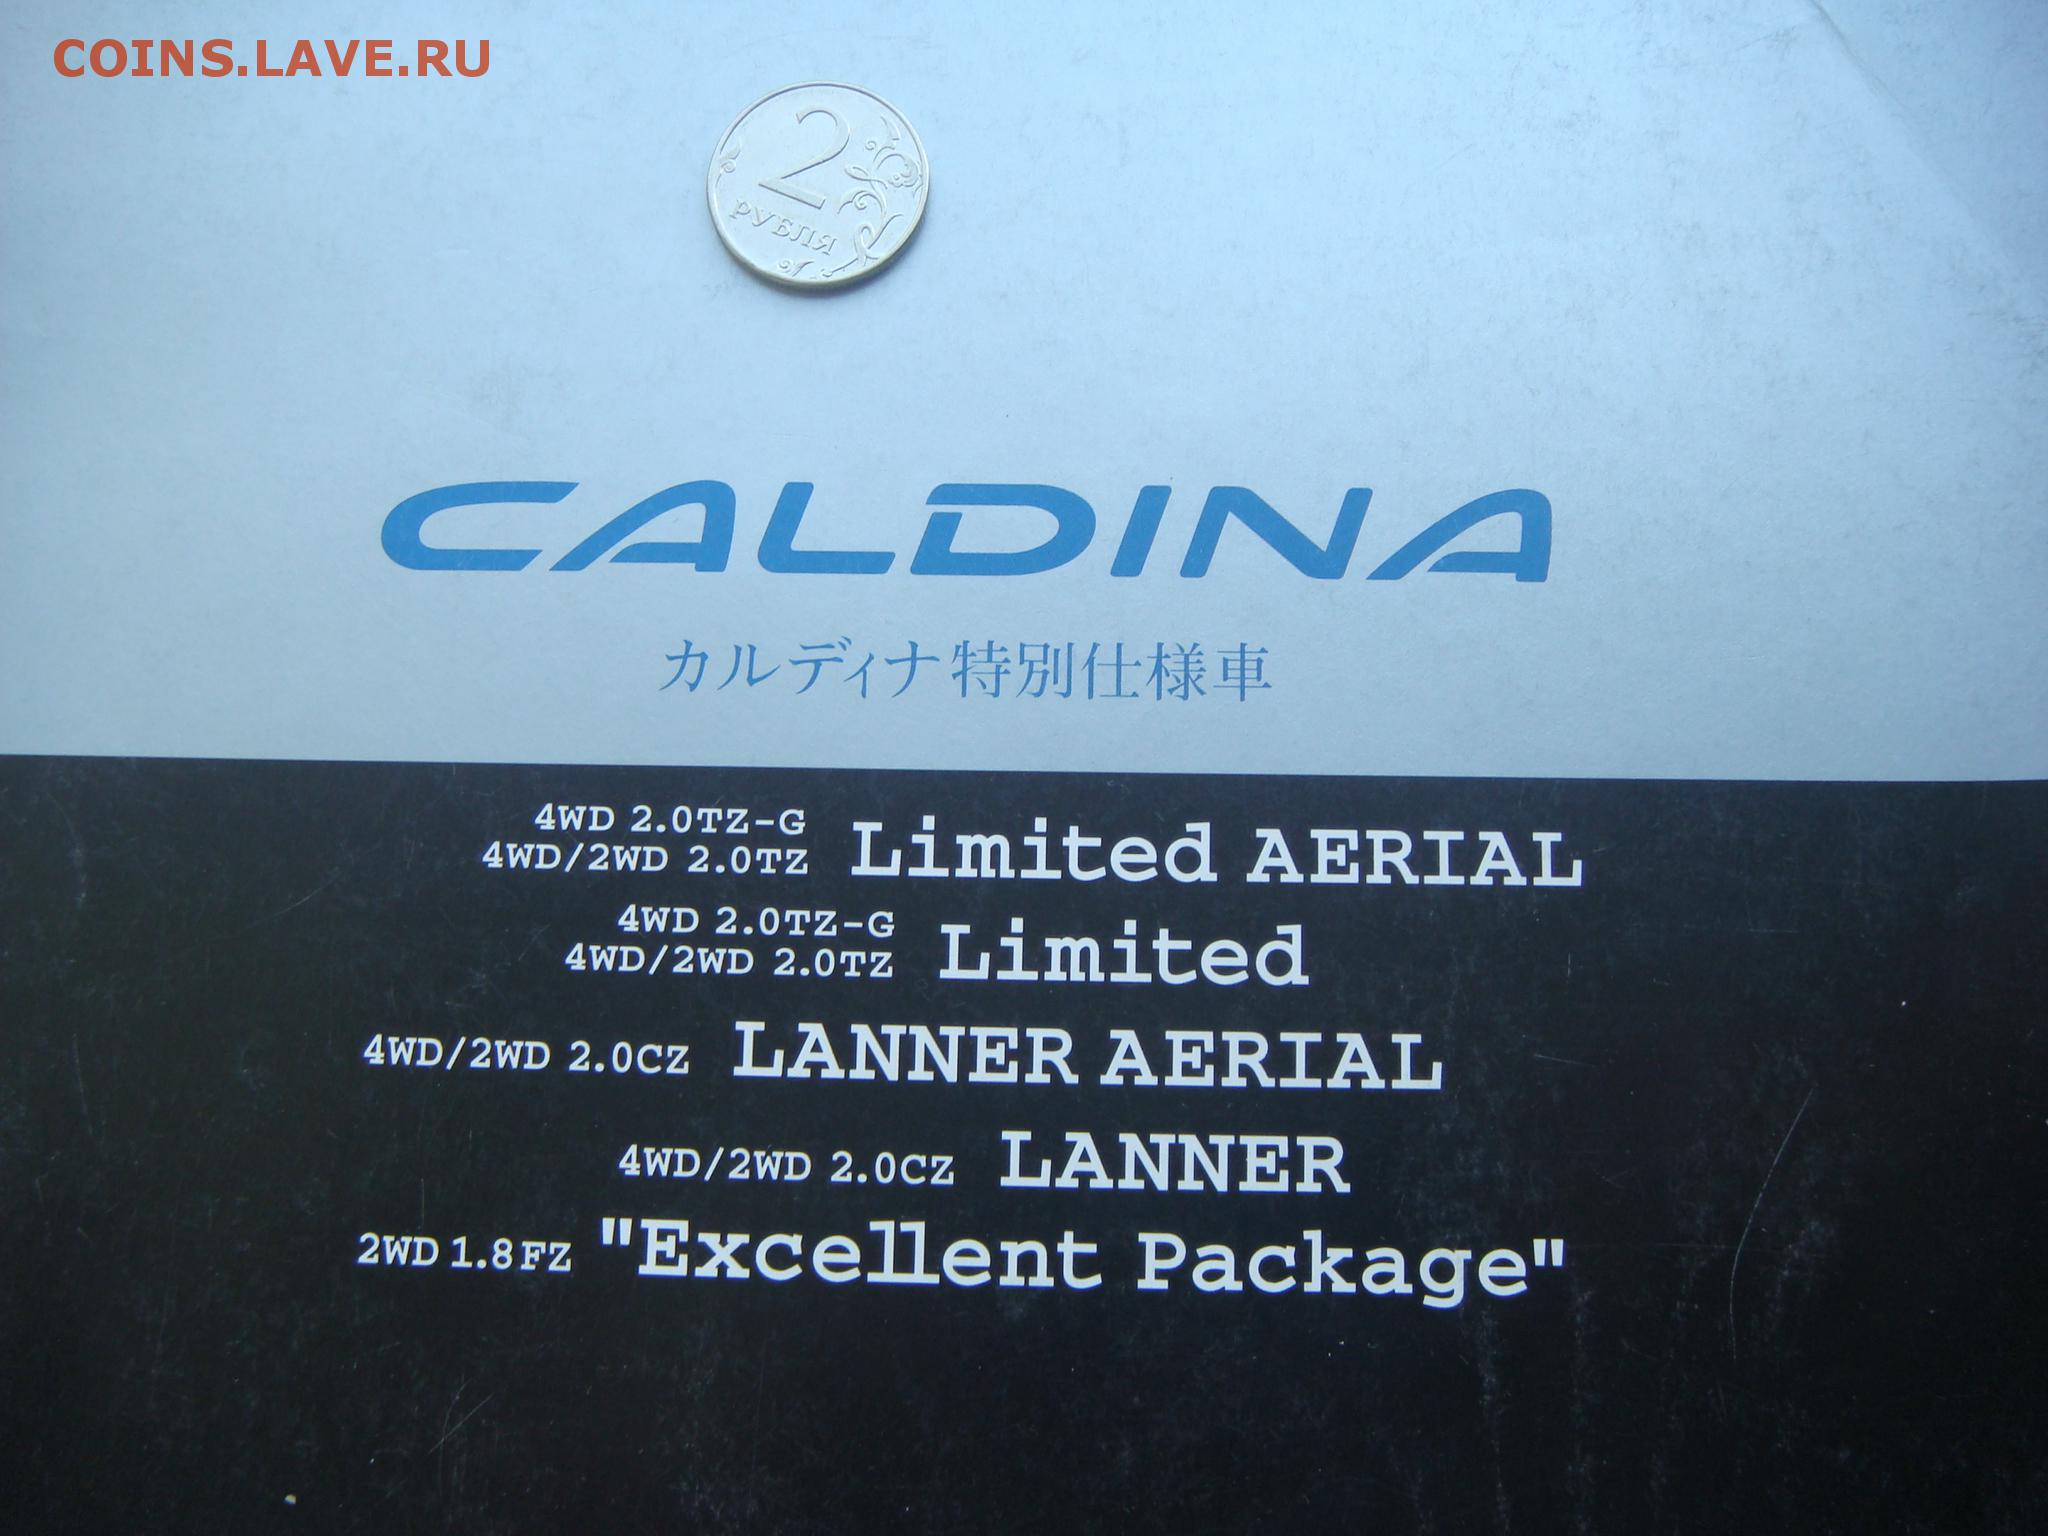 COINS.LAVE.RU
2
РУБЛЯ
CALDINA
カルディナ特別仕様車
4WD 2.0TZ-G
4WD/2WD 2.0TZ Limited AERIAL
4WD 2.0TZ-G
4WD/2WD 2.0TZ Limited
4WD/2WD 2.0CZ LANNER AERIAL
4WD/2WD 2.0CZ LANNER
2WD 1.8FZ "Excellent Package"